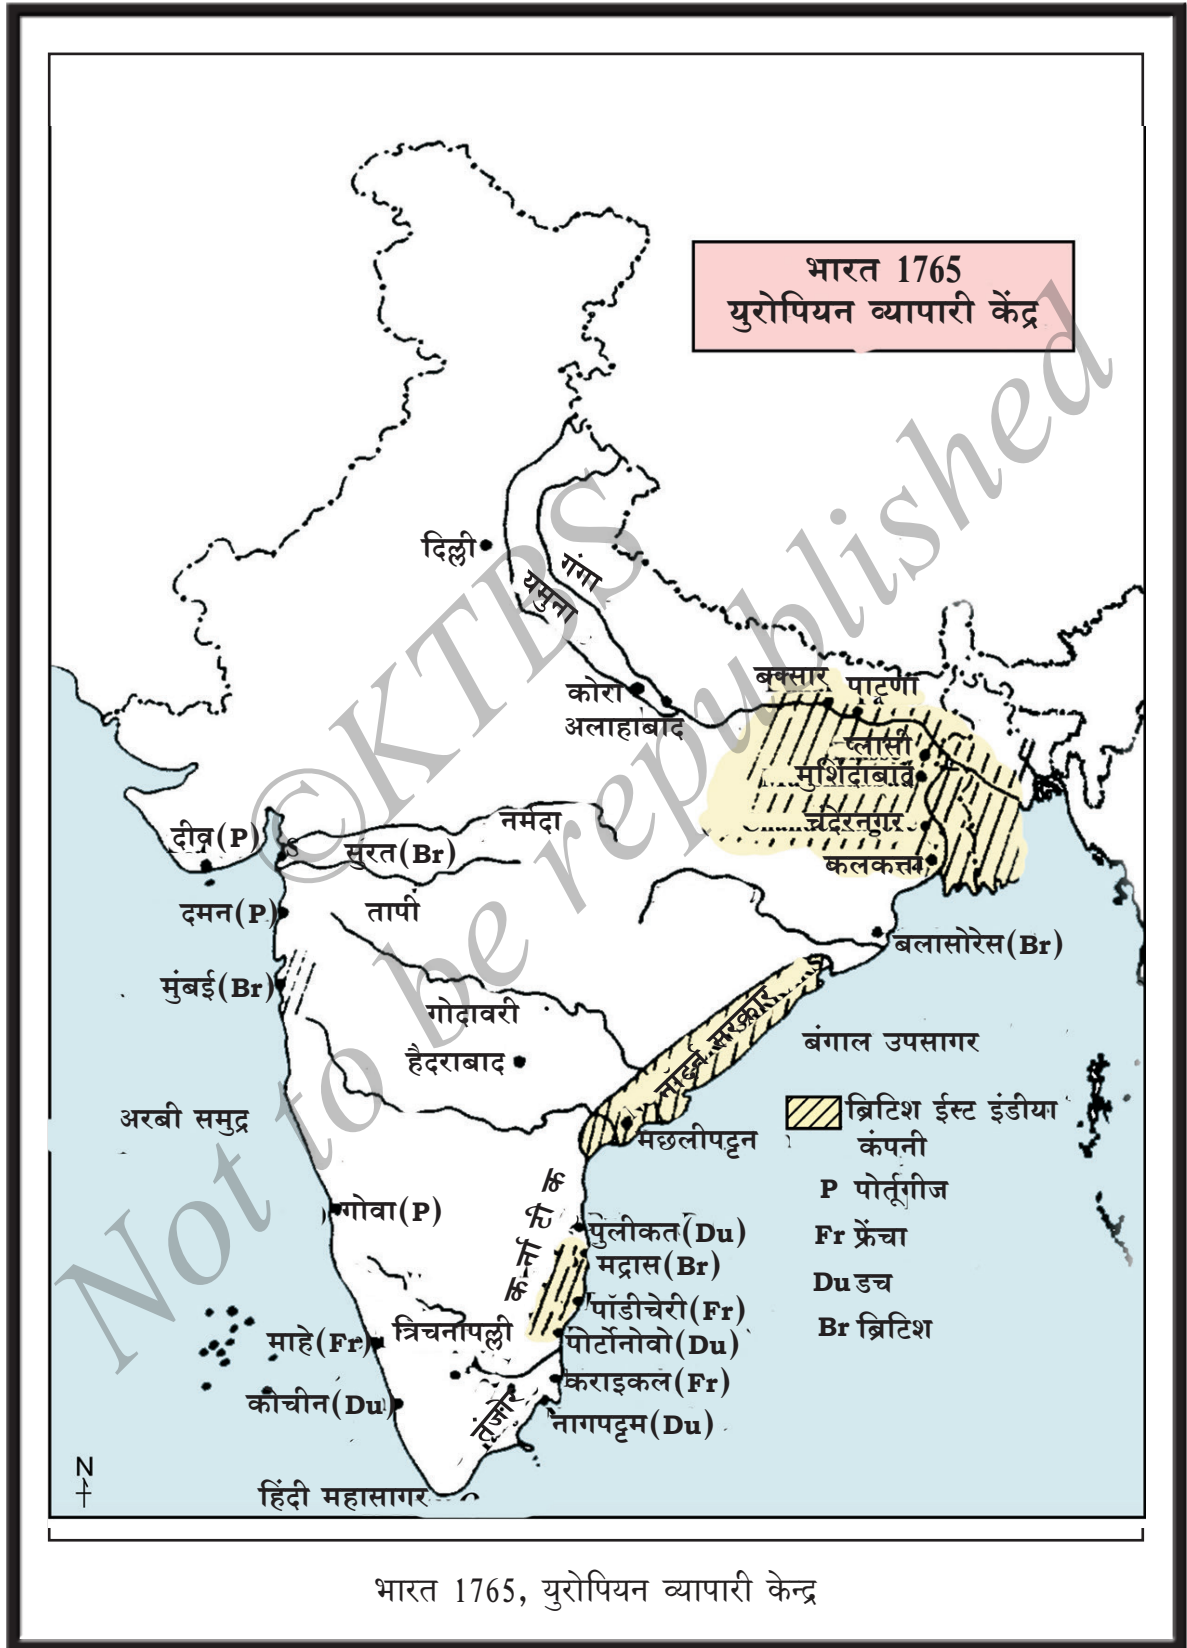 भारत 1765
युरोपियन व्यापारी केंद्र
दिल्ली
गंगा
यमुना
कोरा
अलाहाबाद
बक्सार
पाटणा
प्लासी
मुर्शिदाबाद
चंदेरनगर
कलकत्ता
नर्मदा
दीव(P)
सुरत(Br)
तापी
दमन(P)
बलासोरेस(Br)
मुंबई(Br)
गोदावरी
नॉर्दन सरकार
हैदराबाद
बंगाल उपसागर
अरबी समुद्र
मछलीपट्टन
ब्रिटिश ईस्ट इंडीया
कंपनी
P पोर्तूगीज
Fr फ्रेंचा
Du डच
Br ब्रिटिश
गोवा(P)
कर्नाटीक
पुलीकत(Du)
मद्रास(Br)
पॉडीचेरी(Fr)
त्रिचनापल्ली
पोर्टोनोवो(Du)
माहे(Fr)
कराइकल(Fr)
कोचीन(Du)
तंजोर
नागपट्टम(Du)
N
हिंदी महासागर
©KTBS
Not to be republished
भारत 1765, युरोपियन व्यापारी केन्द्र